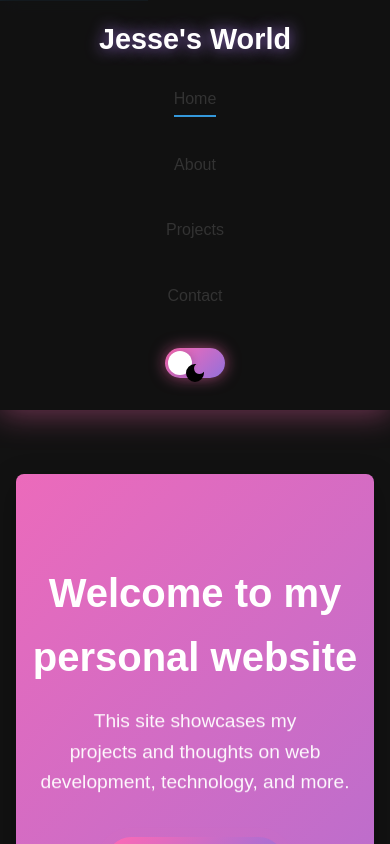 Jesse's World
Home
About
Projects
Contact
Welcome to my
personal website
This site showcases my
projects and thoughts on web
development, technology, and more.